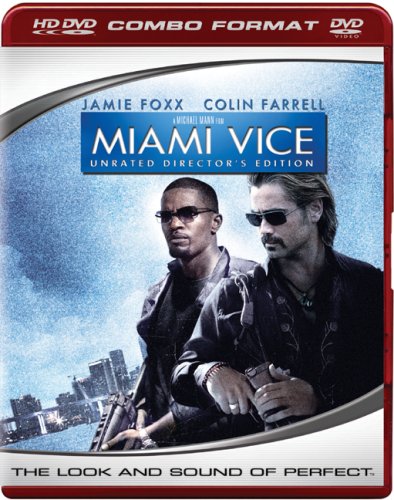 HD DVD COMBO FORMAT DVD
VIDEO
JAMIE FOXX COLIN FARRELL
A MICHAEL MANN FILM
MIAMI VICE
UNRATED DIRECTOR'S EDITION
THE LOOK AND SOUND OF PERFECT.